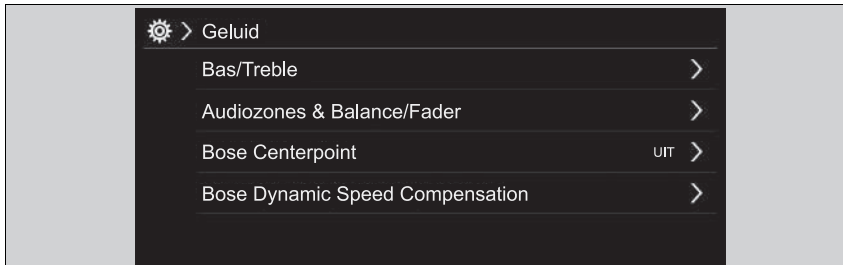 Geluid
Bas/Treble
Audiozones & Balance/Fader
Bose Centerpoint UIT
Bose Dynamic Speed Compensation